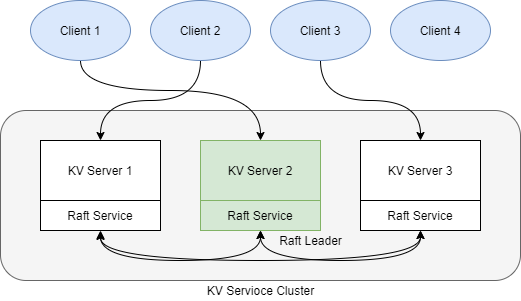 Client 1
Client 2
Client 3
Client 4
KV Server 1
KV Server 2
KV Server 3
Raft Service
Raft Service
Raft Service
Raft Leader
KV Servioce Cluster